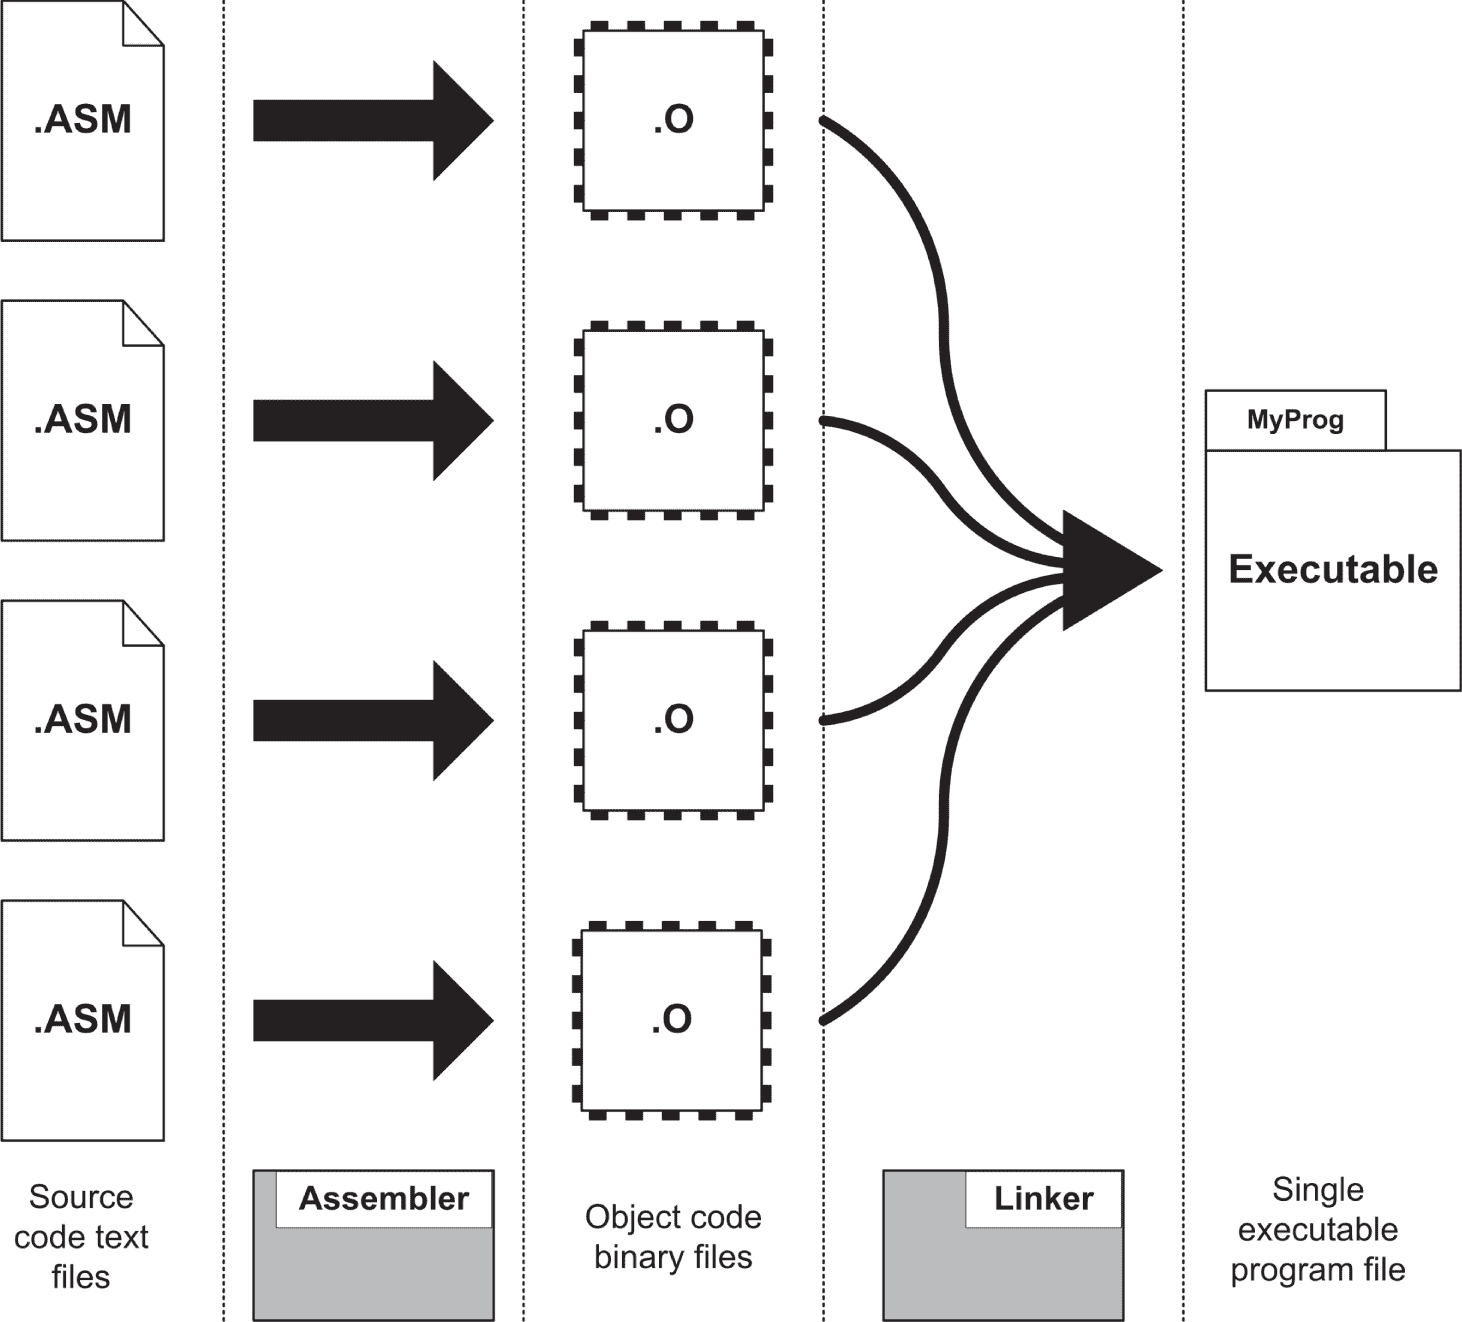 .ASM
.O
.ASM
.O
MyProg
Executable
.ASM
.O
.ASM
.O
Source
code text
files
Assembler
Object code
binary files
Linker
Single
executable
program file